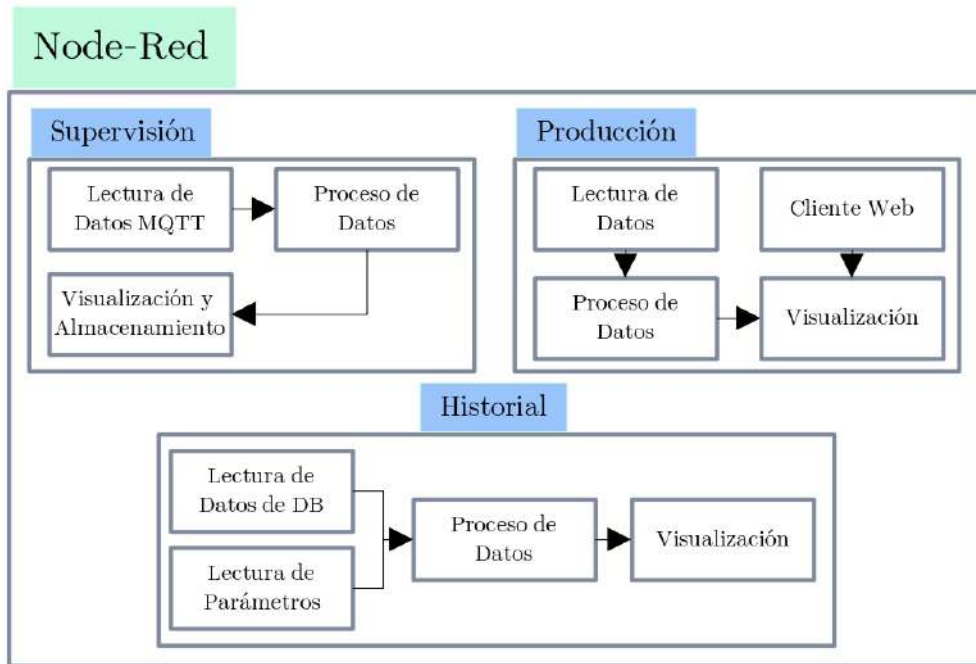 Node-Red
Supervisión
Lectura de
Datos MQTT
Proceso de
Datos
Visualización y
Almacenamiento
Producción
Lectura de
Datos
Cliente Web
Proceso de
Datos
Visualización
Historial
Lectura de
Datos de DB
Lectura de
Parámetros
Proceso de
Datos
Visualización